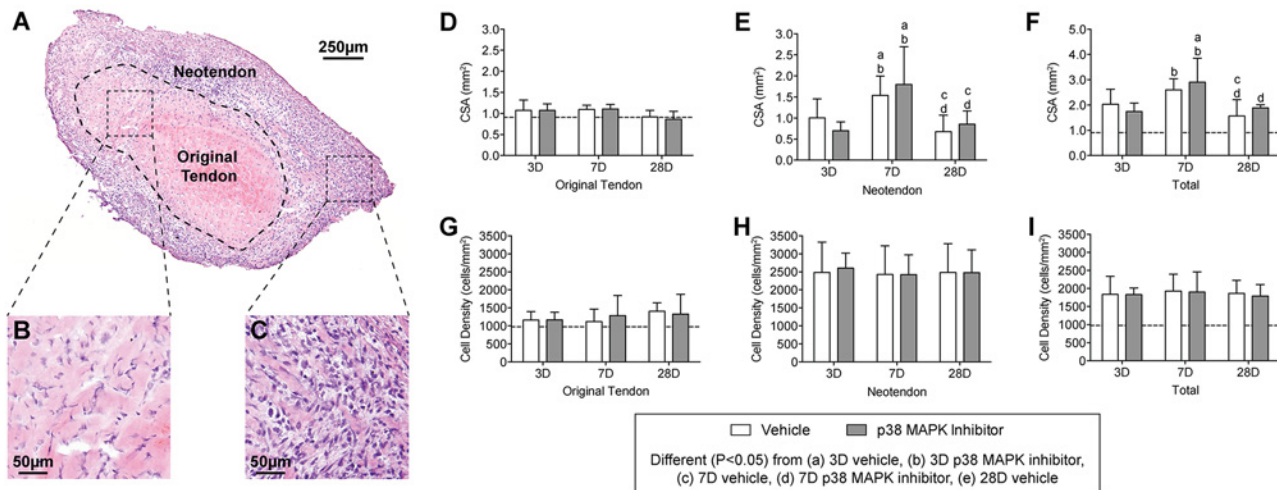 A
250µm
Neotendon
Original
Tendon
B
50µm
C
50µm
D
CSA (mm²)
2.0
1.5
1.0
0.5
0.0
3D
7D
28D
Original Tendon
E
CSA (mm²)
3.0
2.5
2.0
1.5
1.0
0.5
0.0
a
b
a
b
c
d
c
d
3D
7D
28D
Neotendon
F
CSA (mm²)
5.0
4.0
3.0
2.0
1.0
0.0
b
a
b
c
d
d
3D
7D
28D
Total
G
Cell Density (cells/mm²)
3500
3000
2500
2000
1500
1000
500
0
3D
7D
28D
Original Tendon
H
Cell Density (cells/mm²)
3500
3000
2500
2000
1500
1000
500
0
3D
7D
28D
Neotendon
I
Cell Density (cells/mm²)
3500
3000
2500
2000
1500
1000
500
0
3D
7D
28D
Total
Vehicle
p38 MAPK Inhibitor
Different (P<0.05) from (a) 3D vehicle, (b) 3D p38 MAPK inhibitor,
(c) 7D vehicle, (d) 7D p38 MAPK inhibitor, (e) 28D vehicle